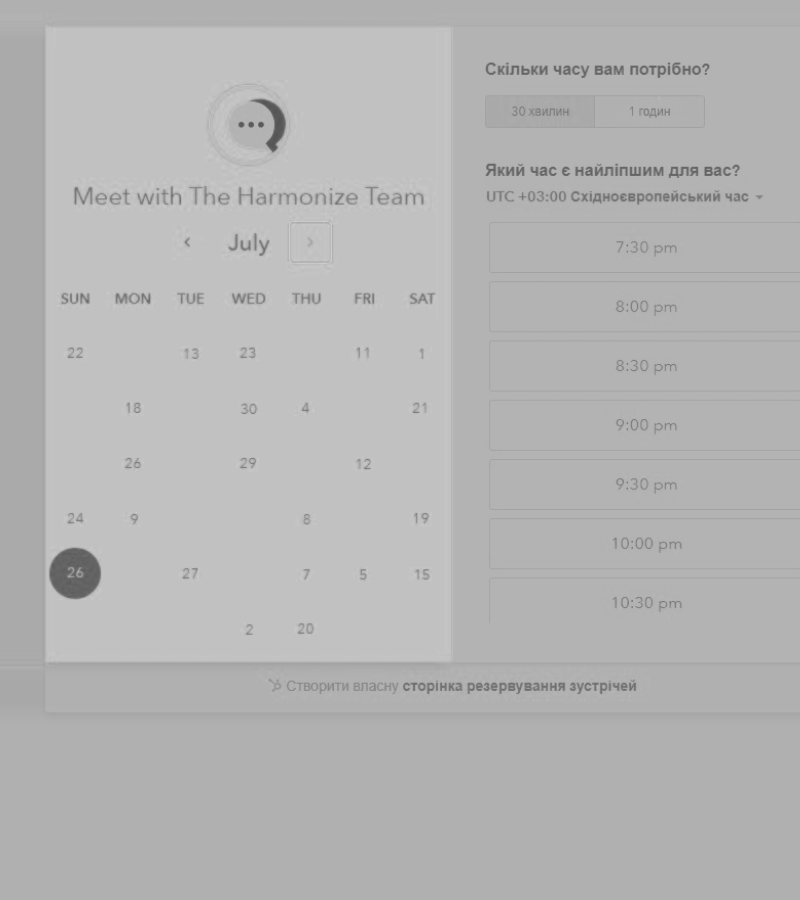 Meet with The Harmonize Team
July
SUN MON TUE WED THU FRI SAT
22 13 23 11 1
18 30 4 21
26 29 12
24 9 8 19
26 27 7 5 15
2 20
Скільки часу вам потрібно?
30 хвилин 1 годин
Який час є найліпшим для вас?
UTC +03:00 Східноєвропейський час
7:30 pm
8:00 pm
8:30 pm
9:00 pm
9:30 pm
10:00 pm
10:30 pm
Створити власну сторінка резервування зустрічей